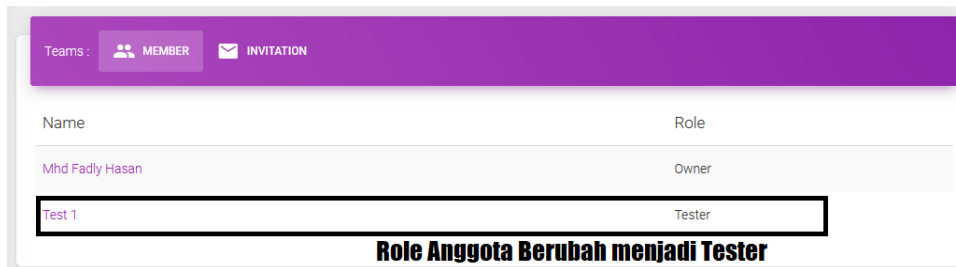 Teams : MEMBER INVITATION
Name Role
Mhd Fadly Hasan Owner
Test 1 Tester
Role Anggota Berubah menjadi Tester